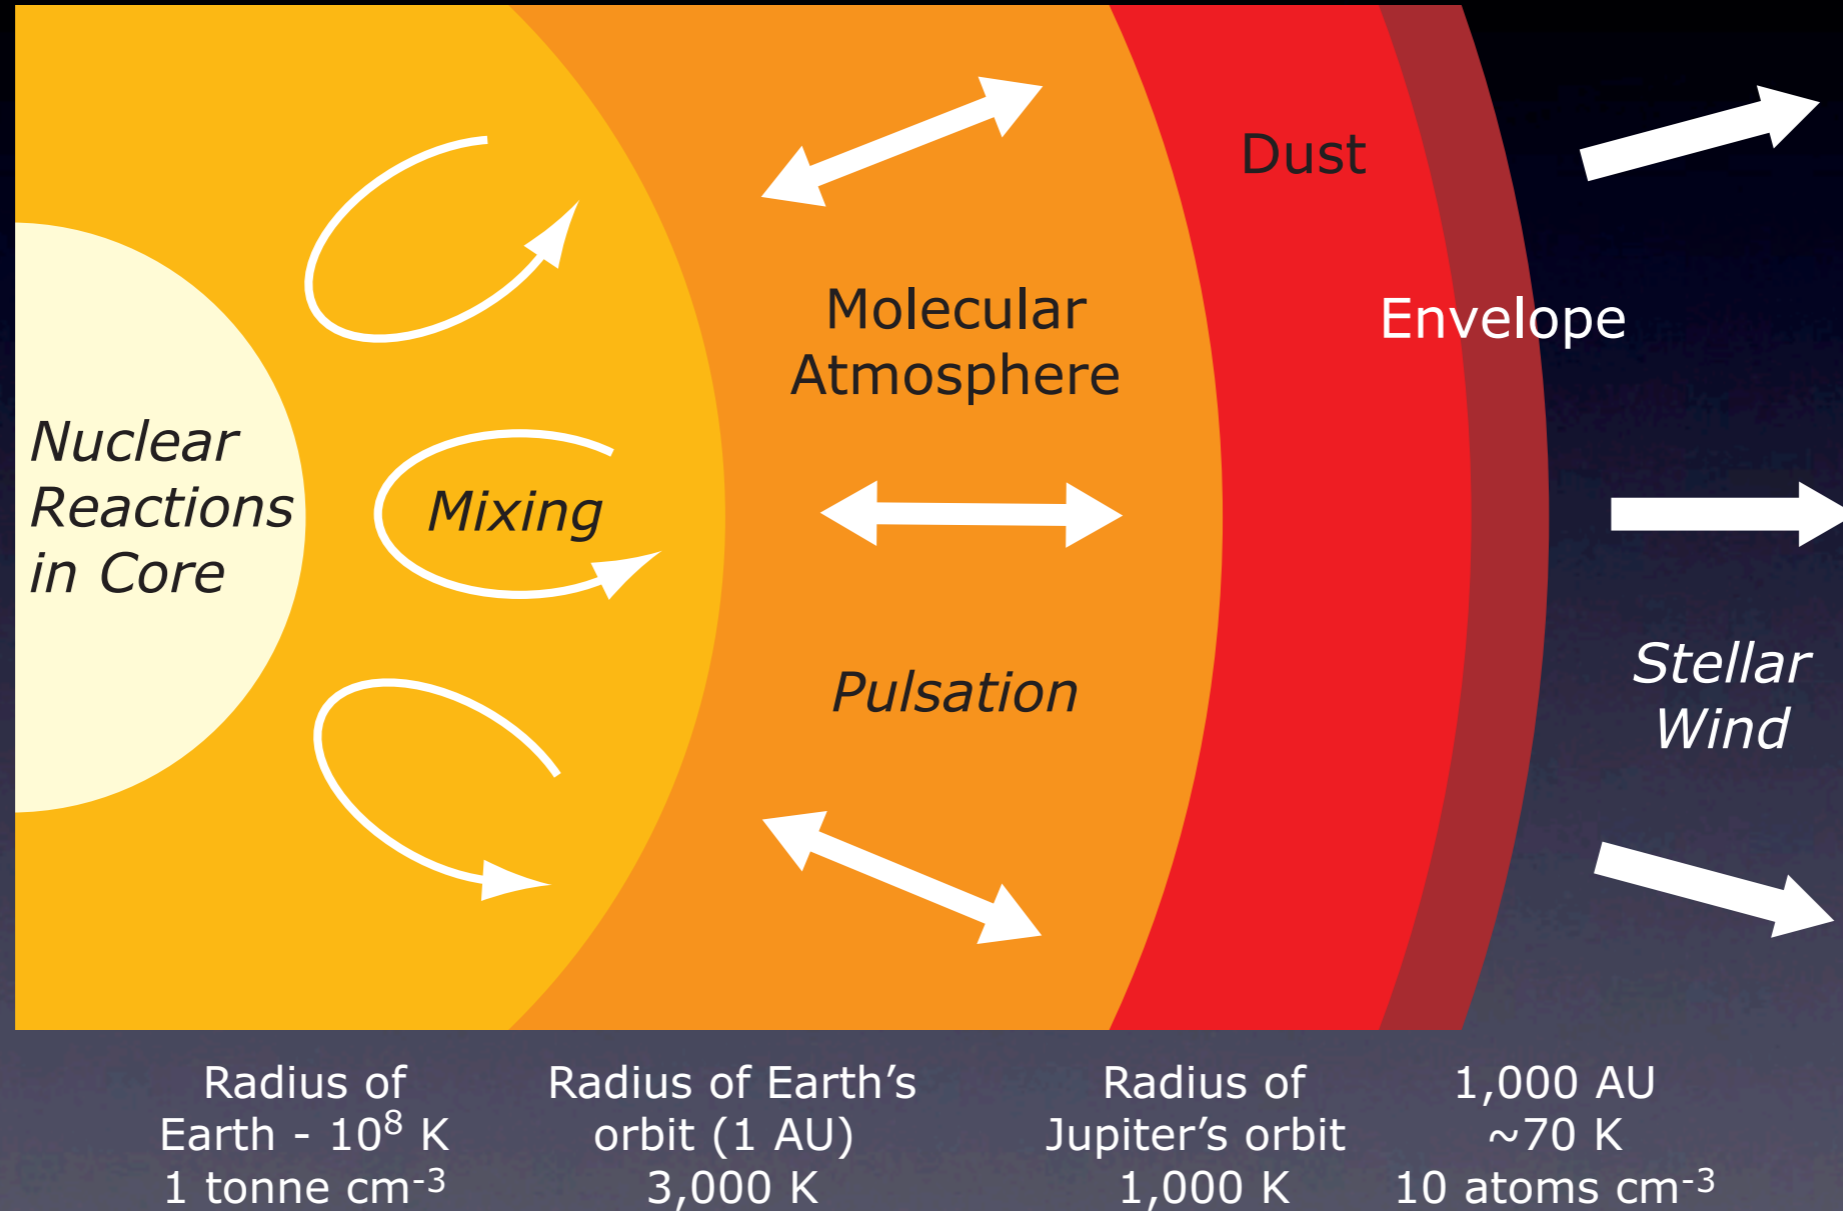 Dust
Molecular
Atmosphere
Envelope
Nuclear
Reactions
in Core
Mixing
Pulsation
Stellar
Wind
Radius of
Earth - 10⁸ K
1 tonne cm⁻³
Radius of Earth’s
orbit (1 AU)
3,000 K
Radius of
Jupiter’s orbit
1,000 K
1,000 AU
~70 K
10 atoms cm⁻³